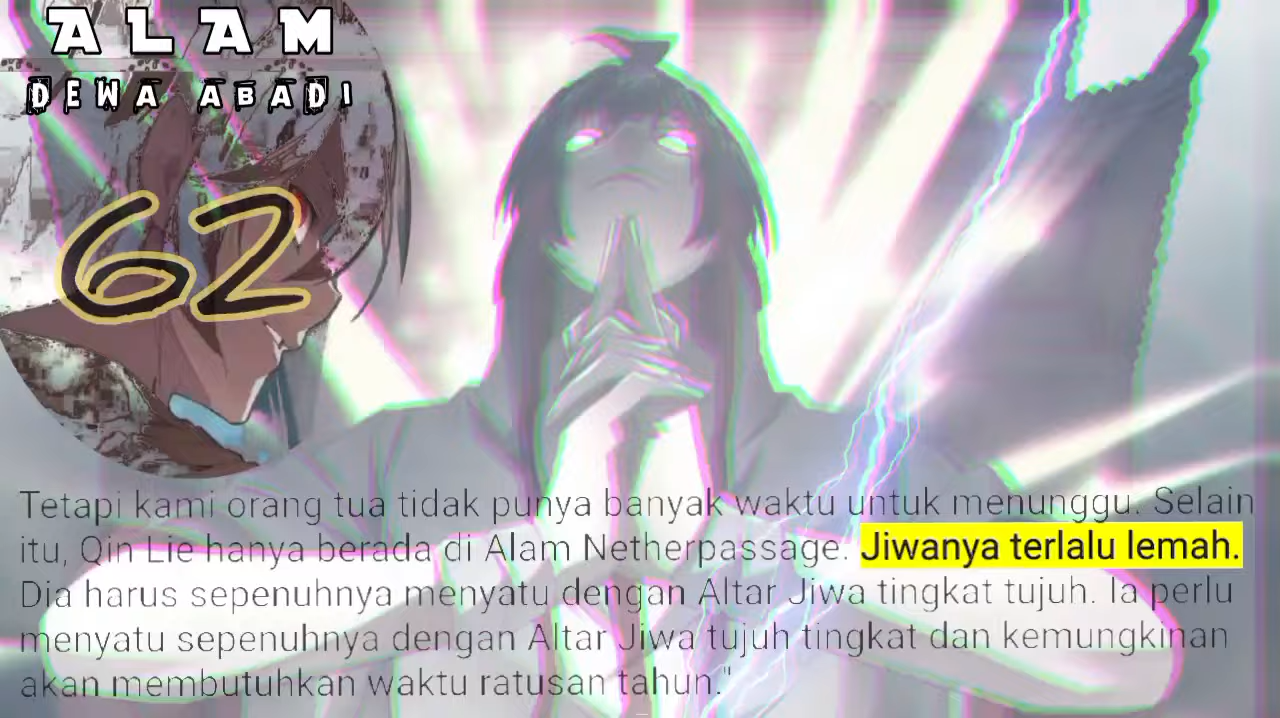 ALAM
DEWA ABADI
62
Tetapi kami orang tua tidak punya banyak waktu untuk menunggu. Selain
itu, Qin Lie hanya berada di Alam Netherpassage. Jiwanya terlalu lemah.
Dia harus sepenuhnya menyatu dengan Altar Jiwa tingkat tujuh. Ia perlu
menyatu sepenuhnya dengan Altar Jiwa tujuh tingkat dan kemungkinan
akan membutuhkan waktu ratusan tahun."